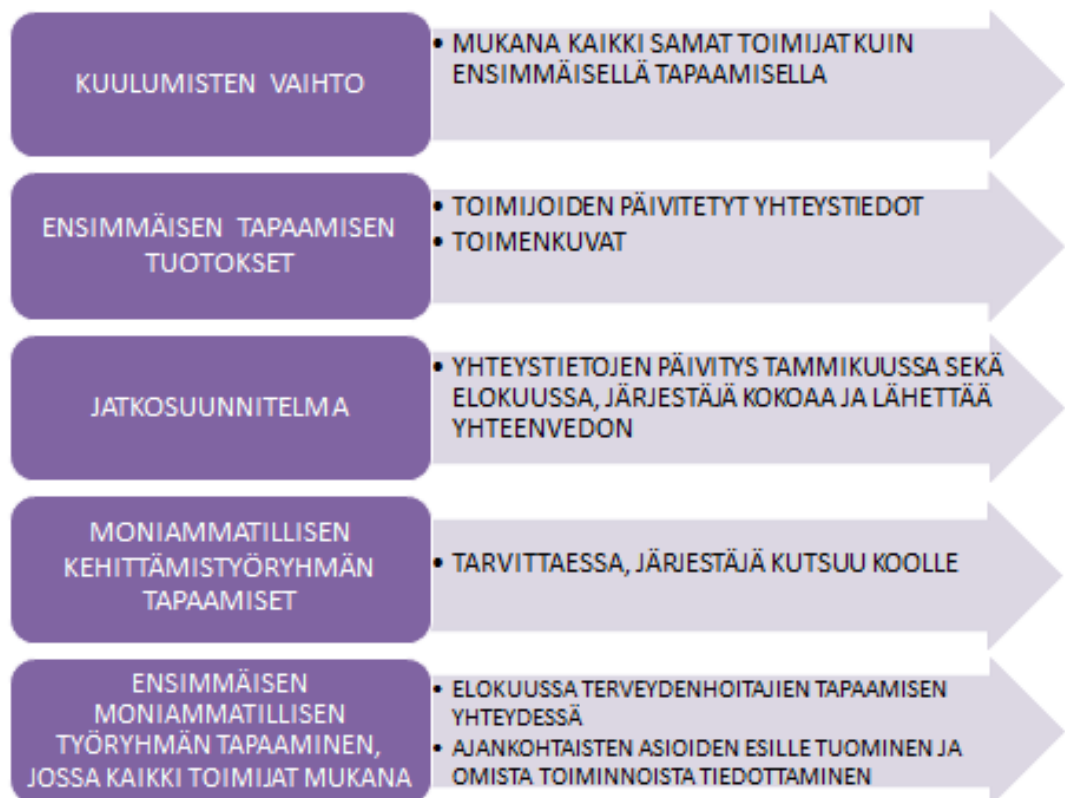 KUULUMISTEN VAIHTO
• MUKANA KAIKKI SAMAT TOIMIJAT KUIN
ENSIMMÄISELLÄ TAPAAMISELLA
ENSIMMÄISEN TAPAAMISEN
TUOTOKSET
• TOIMIJOIDEN PÄIVITETYT YHTEYSTIEDOT
• TOIMENKUVAT
JATKOSUUNNITELMA
• YHTEYSTIETOJEN PÄIVITYS TAMMIKUUSSA SEKÄ
ELOKUUSSA, JÄRJESTÄJÄ KOKOAA JA LÄHETTÄÄ
YHTEENVEDON
MONIAMMATILLISEN
KEHITTÄMISTYÖRYHMÄN
TAPAAMISET
• TARVITTAESSA, JÄRJESTÄJÄ KUTSUU KOOLLE
ENSIMMÄISEN
MONIAMMATILLISEN
TYÖRYHMÄN TAPAAMINEN,
JOSSA KAIKKI TOIMIJAT MUKANA
• ELOKUUSSA TERVEYDENHOITAJIEN TAPAAMISEN
YHTEYDESSÄ
• AJANKOHTAISTEN ASIOIDEN ESILLE TUOMINEN JA
OMISTA TOIMINNOISTA TIEDOTTAMINEN